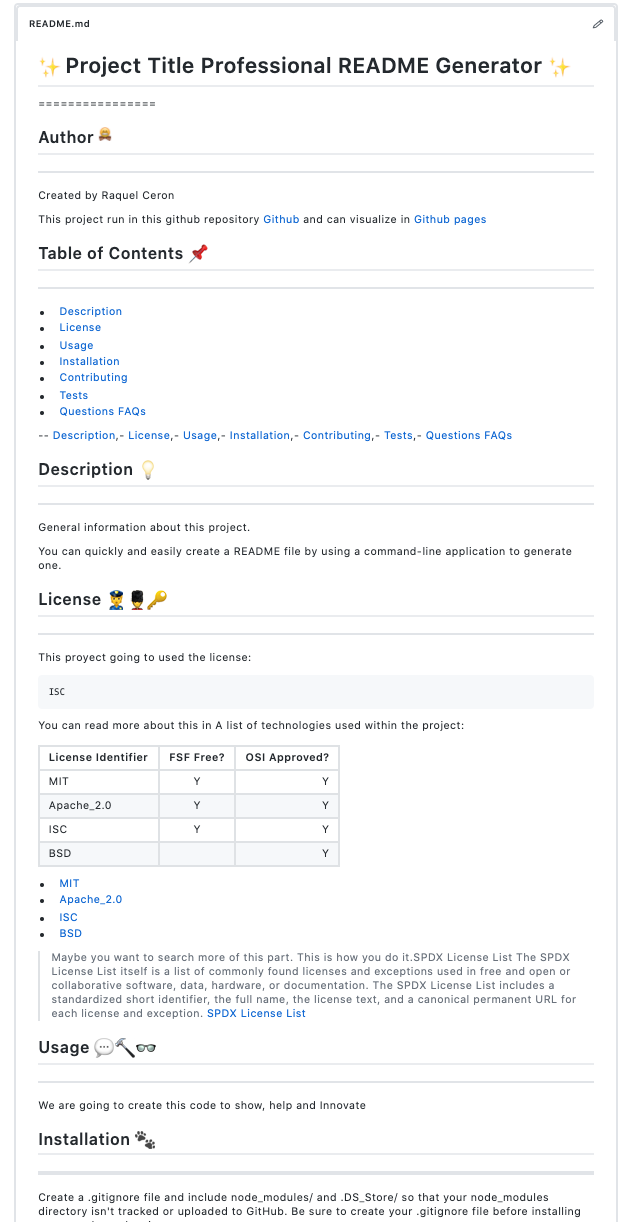 README.md
✨ Project Title Professional README Generator ✨
================
Author
Created by Raquel Ceron
This project run in this github repository Github and can visualize in Github pages
Table of Contents 📌
• Description
• License
• Usage
• Installation
• Contributing
• Tests
• Questions FAQs
-- Description,- License,- Usage,- Installation,- Contributing,- Tests,- Questions FAQs
Description 💡
General information about this project.
You can quickly and easily create a README file by using a command-line application to generate
one.
License 👮💂🔑
This proyect going to used the license:
ISC
You can read more about this in A list of technologies used within the project:
License Identifier FSF Free? OSI Approved?
MIT Y Y
Apache_2.0 Y Y
ISC Y Y
BSD Y
• MIT
• Apache_2.0
• ISC
• BSD
Maybe you want to search more of this part. This is how you do it.SPDX License List The SPDX
License List itself is a list of commonly found licenses and exceptions used in free and open or
collaborative software, data, hardware, or documentation. The SPDX License List includes a
standardized short identifier, the full name, the license text, and a canonical permanent URL for
each license and exception. SPDX License List
Usage 💬🔨👓
We are going to create this code to show, help and Innovate
Installation 🐾
Create a .gitignore file and include node_modules/ and .DS_Store/ so that your node_modules
directory isn't tracked or uploaded to GitHub. Be sure to create your .gitignore file before installing